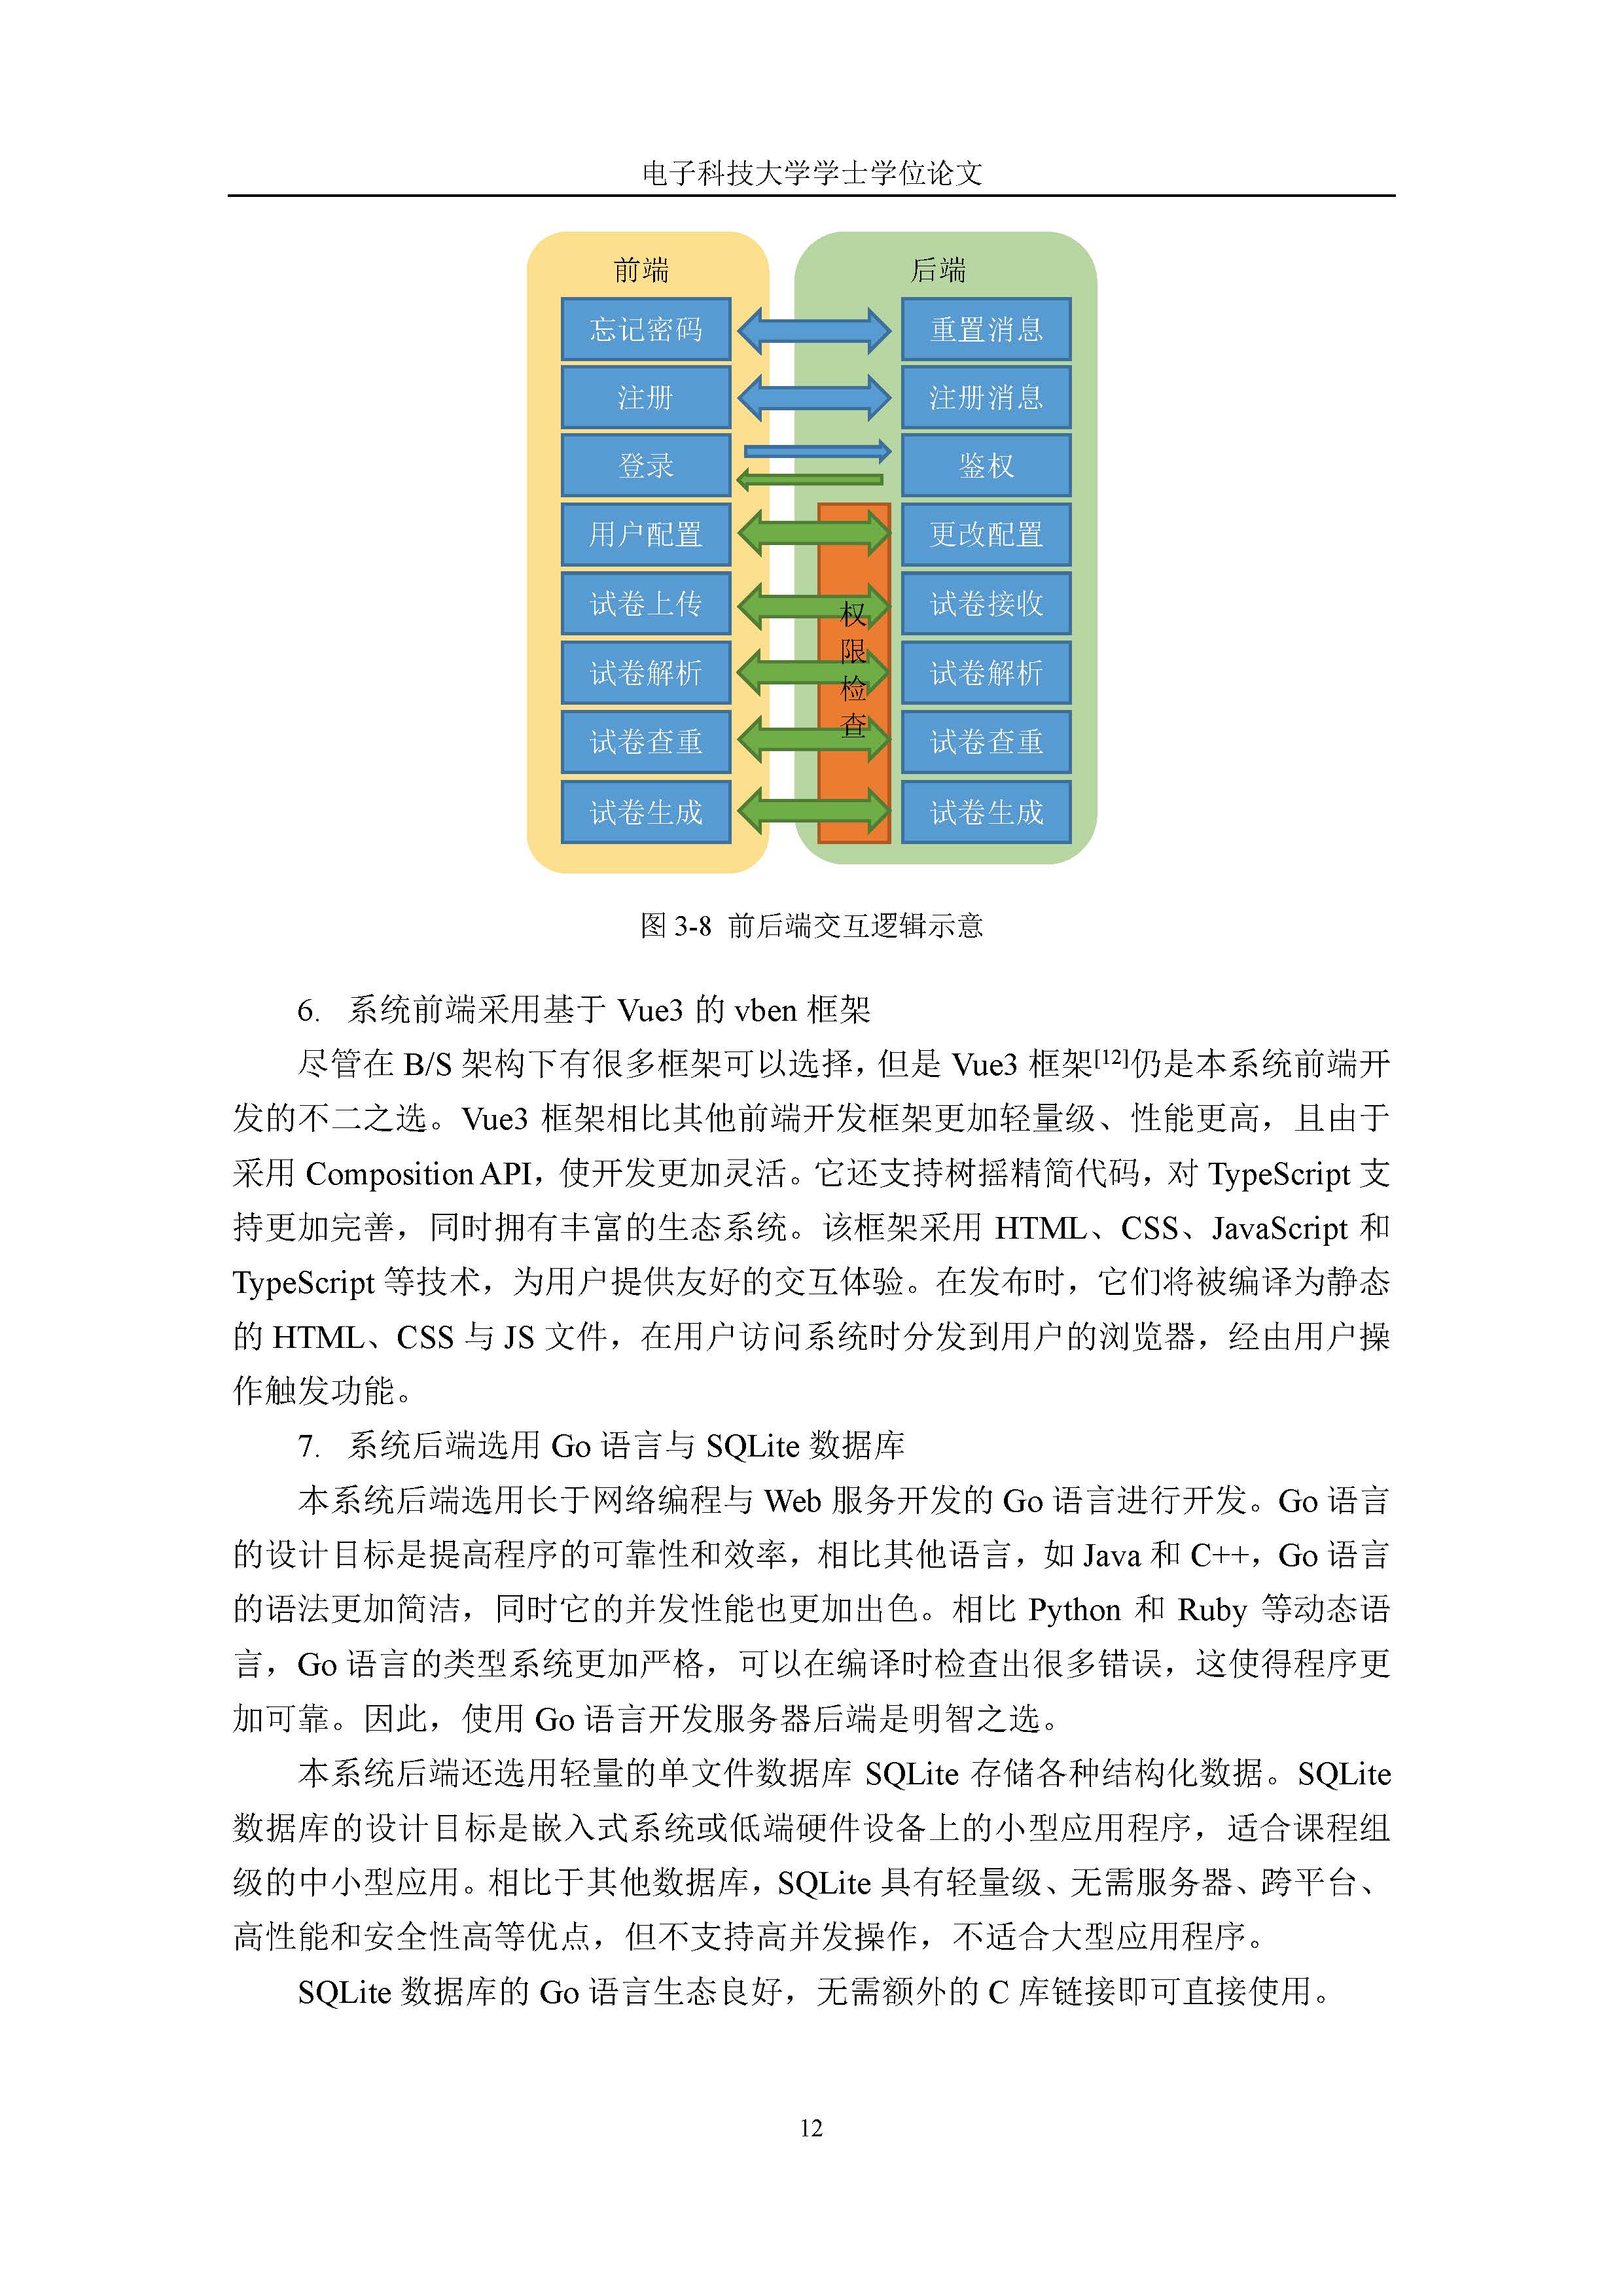 电子科技大学学士学位论文
前端
后端
忘记密码
重置消息
注册
注册消息
登录
鉴权
用户配置
更改配置
试卷上传
试卷接收
试卷解析
试卷解析
试卷查重
试卷查重
试卷生成
试卷生成
权
限
检
查
图 3-8 前后端交互逻辑示意
6. 系统前端采用基于 Vue3 的 vben 框架
尽管在 B/S 架构下有很多框架可以选择，但是 Vue3 框架[12]仍是本系统前端开
发的不二之选。Vue3 框架相比其他前端开发框架更加轻量级、性能更高，且由于
采用 Composition API，使开发更加灵活。它还支持树摇精简代码，对 TypeScript 支
持更加完善，同时拥有丰富的生态系统。该框架采用 HTML、CSS、JavaScript 和
TypeScript 等技术，为用户提供友好的交互体验。在发布时，它们将被编译为静态
的 HTML、CSS 与 JS 文件，在用户访问系统时分发到用户的浏览器，经由用户操
作触发功能。
7. 系统后端选用 Go 语言与 SQLite 数据库
本系统后端选用长于网络编程与 Web 服务开发的 Go 语言进行开发。Go 语言
的设计目标是提高程序的可靠性和效率，相比其他语言，如 Java 和 C++，Go 语言
的语法更加简洁，同时它的并发性能也更加出色。相比 Python 和 Ruby 等动态语
言，Go 语言的类型系统更加严格，可以在编译时检查出很多错误，这使得程序更
加可靠。因此，使用 Go 语言开发服务器后端是明智之选。
本系统后端还选用轻量的单文件数据库 SQLite 存储各种结构化数据。SQLite
数据库的设计目标是嵌入式系统或低端硬件设备上的小型应用程序，适合课程组
级的中小型应用。相比于其他数据库，SQLite 具有轻量级、无需服务器、跨平台、
高性能和安全性高等优点，但不支持高并发操作，不适合大型应用程序。
SQLite 数据库的 Go 语言生态良好，无需额外的 C 库链接即可直接使用。
12